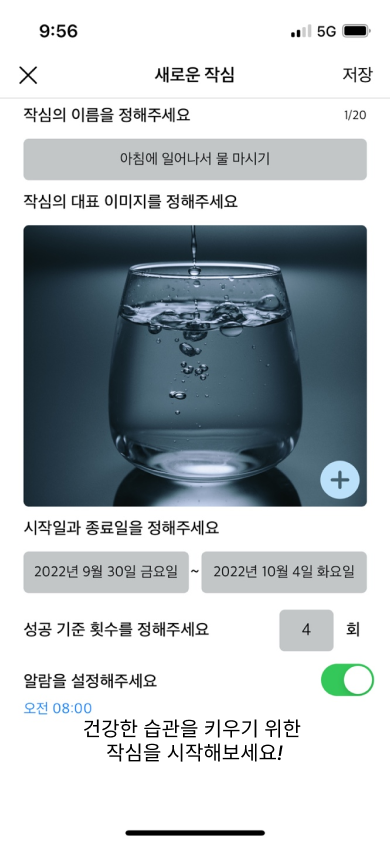 9:56 5G
새로운 작심 저장
작심의 이름을 정해주세요 1/20
아침에 일어나서 물 마시기
작심의 대표 이미지를 정해주세요
시작일과 종료일을 정해주세요
2022년 9월 30일 금요일 ~ 2022년 10월 4일 화요일
성공 기준 횟수를 정해주세요 4 회
알람을 설정해주세요
오전 08:00
건강한 습관을 키우기 위한
작심을 시작해보세요!